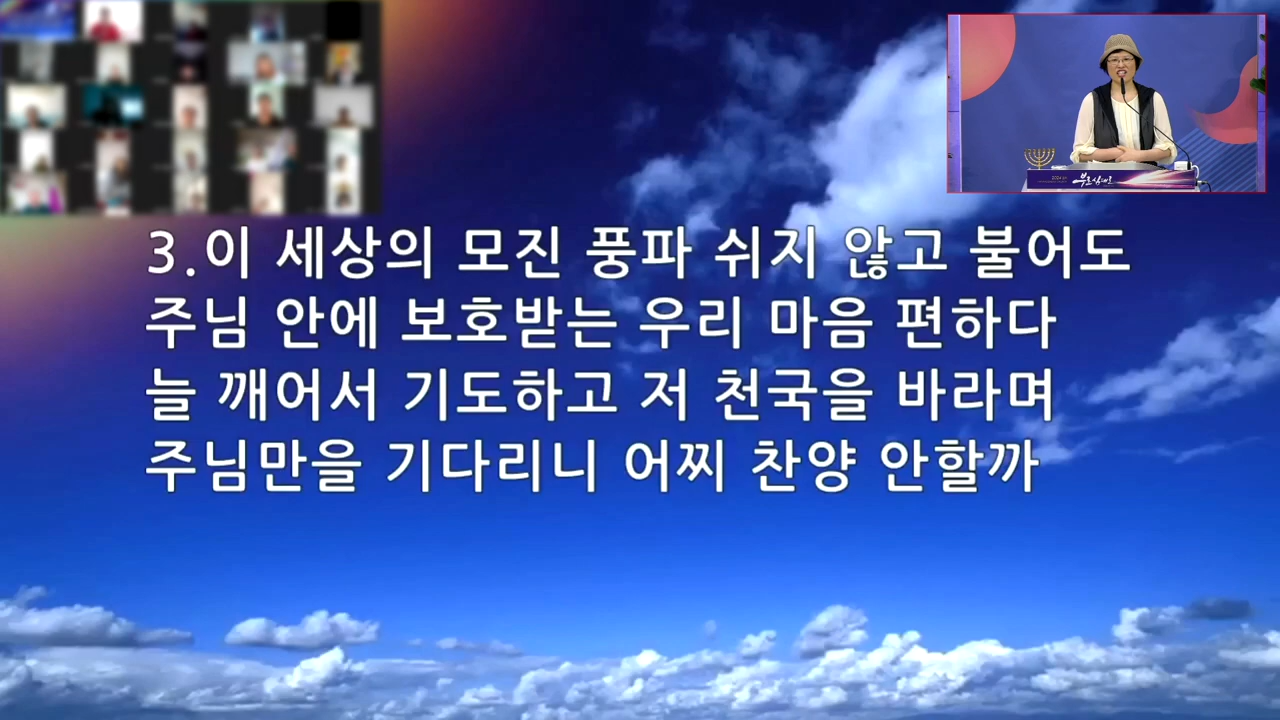 3.이 세상의 모진 풍파 쉬지 않고 불어도
주님 안에 보호받는 우리 마음 편하다
늘 깨어서 기도하고 저 천국을 바라며
주님만을 기다리니 어찌 찬양 안할까